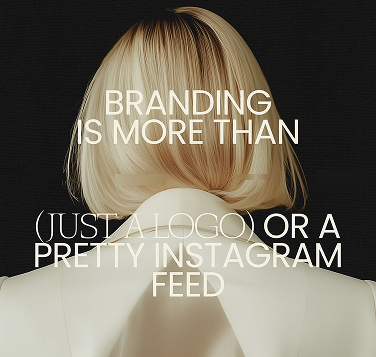 BRANDING
IS MORE THAN
(JUST A LOGO) OR A
PRETTY INSTAGRAM
FEED